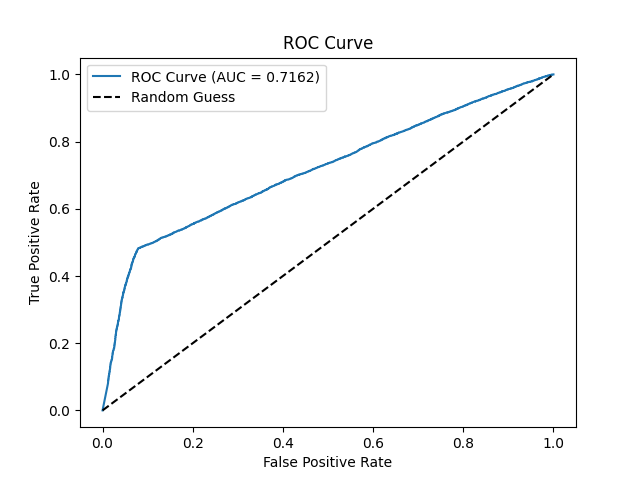 ROC Curve
ROC Curve (AUC = 0.7162)
Random Guess
True Positive Rate
1.0
0.8
0.6
0.4
0.2
0.0
0.0 0.2 0.4 0.6 0.8 1.0
False Positive Rate